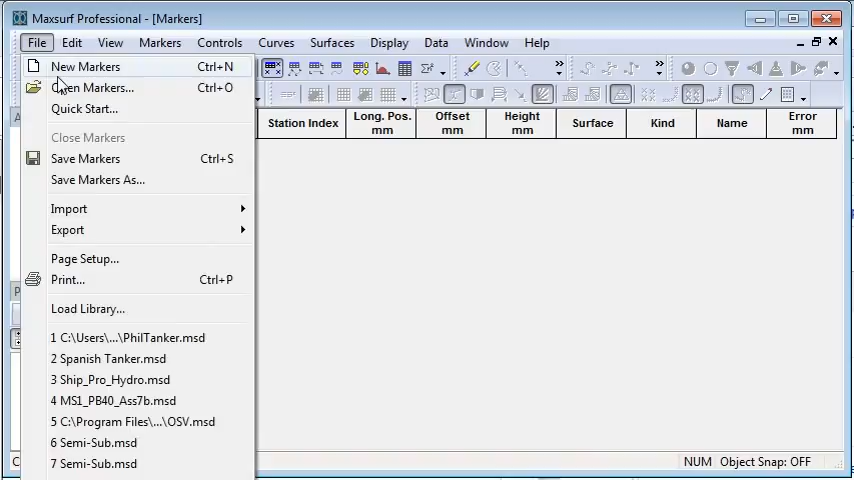 Maxsurf Professional - [Markers]
File Edit View Markers Controls Curves Surfaces Display Data Window Help
New Markers Ctrl+N
Open Markers... Ctrl+O
Quick Start...
Close Markers
Save Markers Ctrl+S
Save Markers As...
Import
Export
Page Setup...
Print... Ctrl+P
Load Library...
1 C:\Users\...\PhilTanker.msd
2 Spanish Tanker.msd
3 Ship_Pro_Hydro.msd
4 MS1_PB40_Ass7b.msd
5 C:\Program Files\...\OSV.msd
6 Semi-Sub.msd
7 Semi-Sub.msd
Station Index Long. Pos. mm Offset mm Height mm Surface Kind Name Error mm
NUM Object Snap: OFF